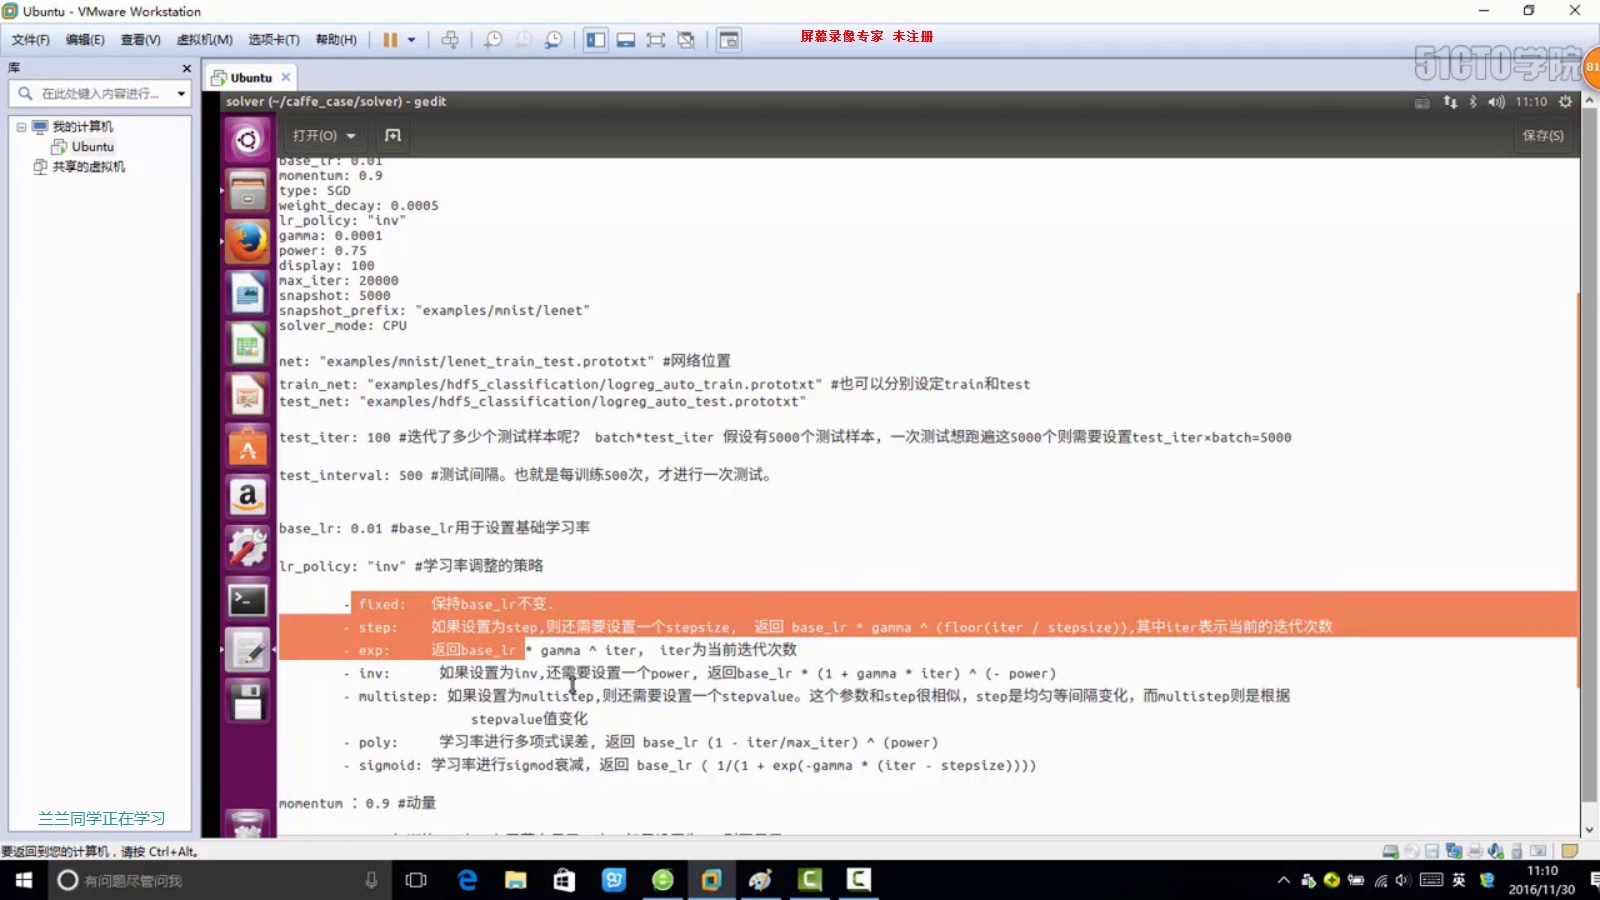 Ubuntu - VMware Workstation
文件(F) 编辑(E) 查看(V) 虚拟机(M) 选项卡(T) 帮助(H)
屏幕录像专家 未注册
51CTO学院
81
库
Ubuntu
在此处键入内容进行...
我的计算机
Ubuntu
共享的虚拟机
solver (~/caffe_case/solver) - gedit
11:10
打开(O)
保存(S)
base_lr: 0.01
momentum: 0.9
type: SGD
weight_decay: 0.0005
lr_policy: "inv"
gamma: 0.0001
power: 0.75
display: 100
max_iter: 20000
snapshot: 5000
snapshot_prefix: "examples/mnist/lenet"
solver_mode: CPU
net: "examples/mnist/lenet_train_test.prototxt" #网络位置
train_net: "examples/hdf5_classification/logreg_auto_train.prototxt" #也可以分别设定train和test
test_net: "examples/hdf5_classification/logreg_auto_test.prototxt"
test_iter: 100 #迭代了多少个测试样本呢? batch*test_iter 假设有5000个测试样本，一次测试想跑遍这5000个则需要设置test_iter×batch=5000
test_interval: 500 #测试间隔。也就是每训练500次，才进行一次测试。
base_lr: 0.01 #base_lr用于设置基础学习率
lr_policy: "inv" #学习率调整的策略
- fixed: 保持base_lr不变.
- step: 如果设置为step,则还需要设置一个stepsize, 返回 base_lr * gamma ^ (floor(iter / stepsize)),其中iter表示当前的迭代次数
- exp: 返回base_lr * gamma ^ iter, iter为当前迭代次数
- inv: 如果设置为inv,还需要设置一个power, 返回base_lr * (1 + gamma * iter) ^ (- power)
- multistep: 如果设置为multistep,则还需要设置一个stepvalue。这个参数和step很相似，step是均匀等间隔变化，而multistep则是根据
stepvalue值变化
- poly: 学习率进行多项式误差, 返回 base_lr (1 - iter/max_iter) ^ (power)
- sigmoid: 学习率进行sigmod衰减，返回 base_lr ( 1/(1 + exp(-gamma * (iter - stepsize))))
momentum ：0.9 #动量
兰兰同学正在学习
要返回到您的计算机，请按 Ctrl+Alt。
有问题尽管问我
英
11:10
2016/11/30